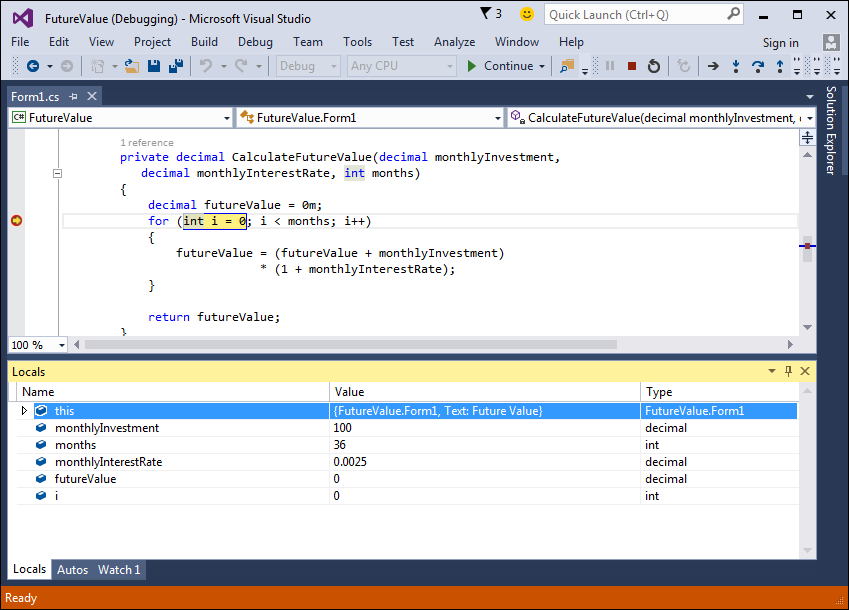 FutureValue (Debugging) - Microsoft Visual Studio
3
Quick Launch (Ctrl+Q)
File Edit View Project Build Debug Team Tools Test Analyze Window Help
Sign in
Debug Any CPU Continue
Form1.cs
Solution Explorer
C# FutureValue FutureValue.Form1 CalculateFutureValue(decimal monthlyInvestment,
1 reference
private decimal CalculateFutureValue(decimal monthlyInvestment,
decimal monthlyInterestRate, int months)
{
decimal futureValue = 0m;
for (int i = 0; i < months; i++)
{
futureValue = (futureValue + monthlyInvestment)
* (1 + monthlyInterestRate);
}
return futureValue;
}
100 %
Locals
Name Value Type
this {FutureValue.Form1, Text: Future Value} FutureValue.Form1
monthlyInvestment 100 decimal
months 36 int
monthlyInterestRate 0.0025 decimal
futureValue 0 decimal
i 0 int
Locals Autos Watch 1
Ready